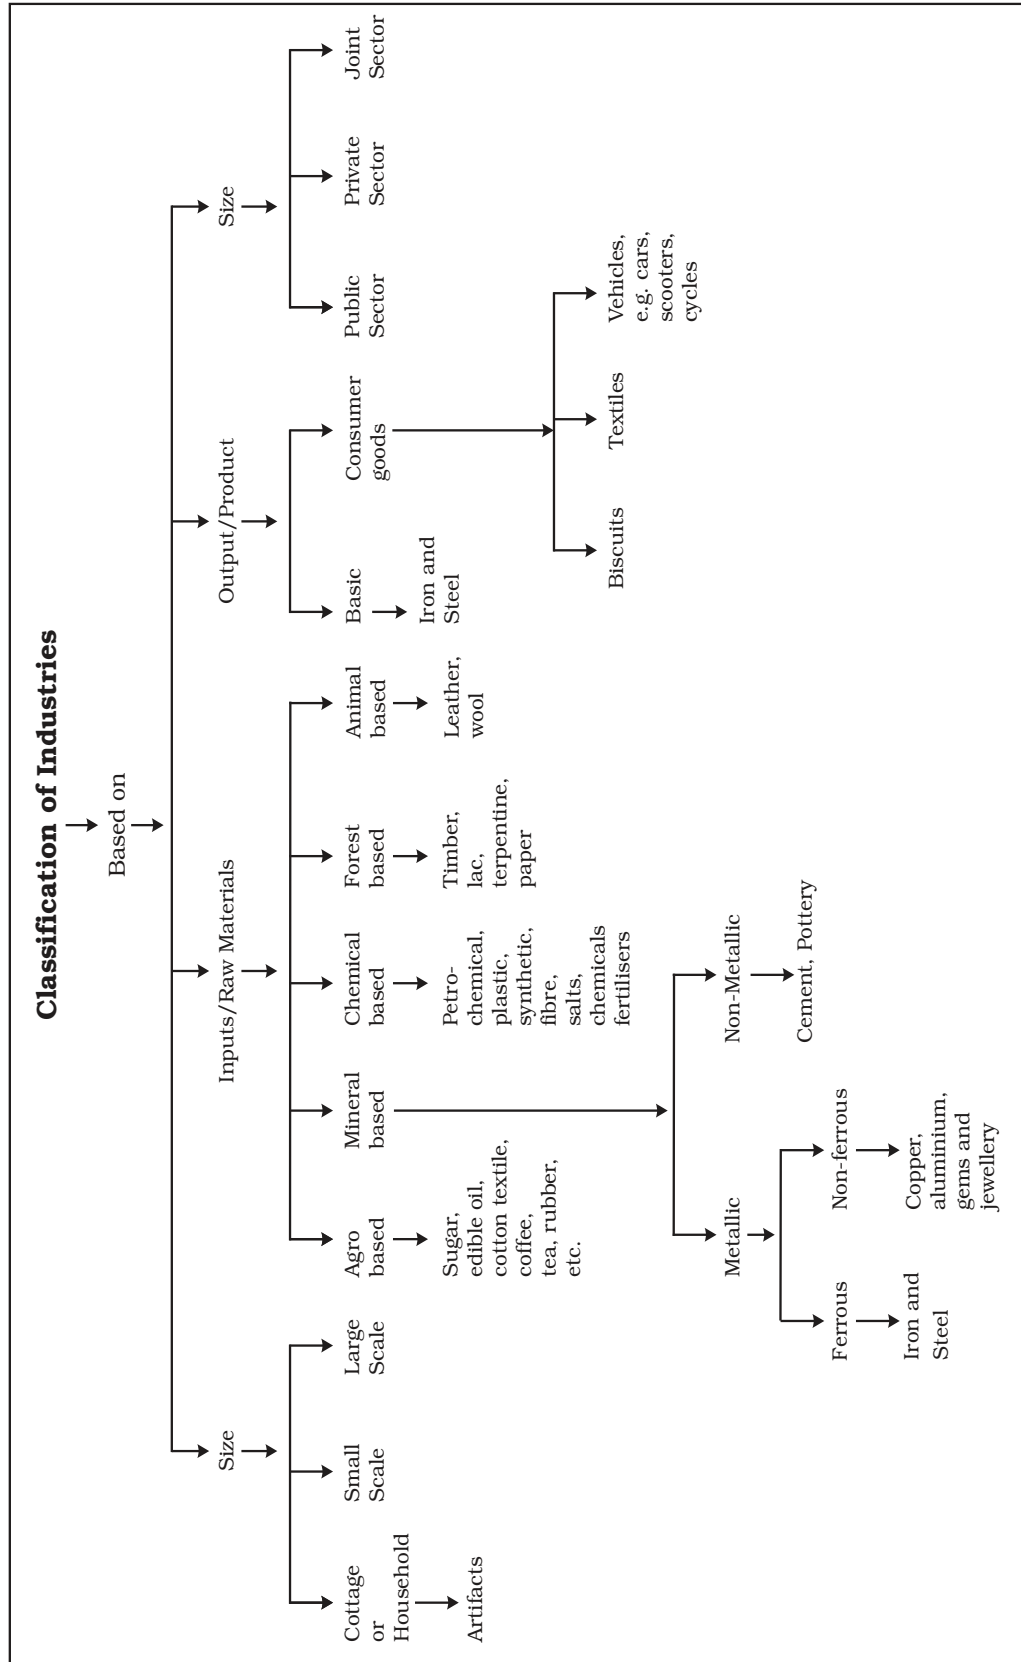 Classification of Industries
Based on
Size
Inputs/Raw Materials
Output/Product
Size
Cottage
or
Household
Artifacts
Small
Scale
Large
Scale
Agro
based
Sugar,
edible oil,
cotton textile,
coffee,
tea, rubber,
etc.
Mineral
based
Chemical
based
Petro-
chemical,
plastic,
synthetic,
fibre,
salts,
chemicals
fertilisers
Forest
based
Timber,
lac,
terpentine,
paper
Animal
based
Leather,
wool
Basic
Iron and
Steel
Consumer
goods
Public
Sector
Private
Sector
Joint
Sector
Biscuits
Textiles
Vehicles,
e.g. cars,
scooters,
cycles
Metallic
Non-Metallic
Cement, Pottery
Ferrous
Iron and
Steel
Non-ferrous
Copper,
aluminium,
gems and
jewellery